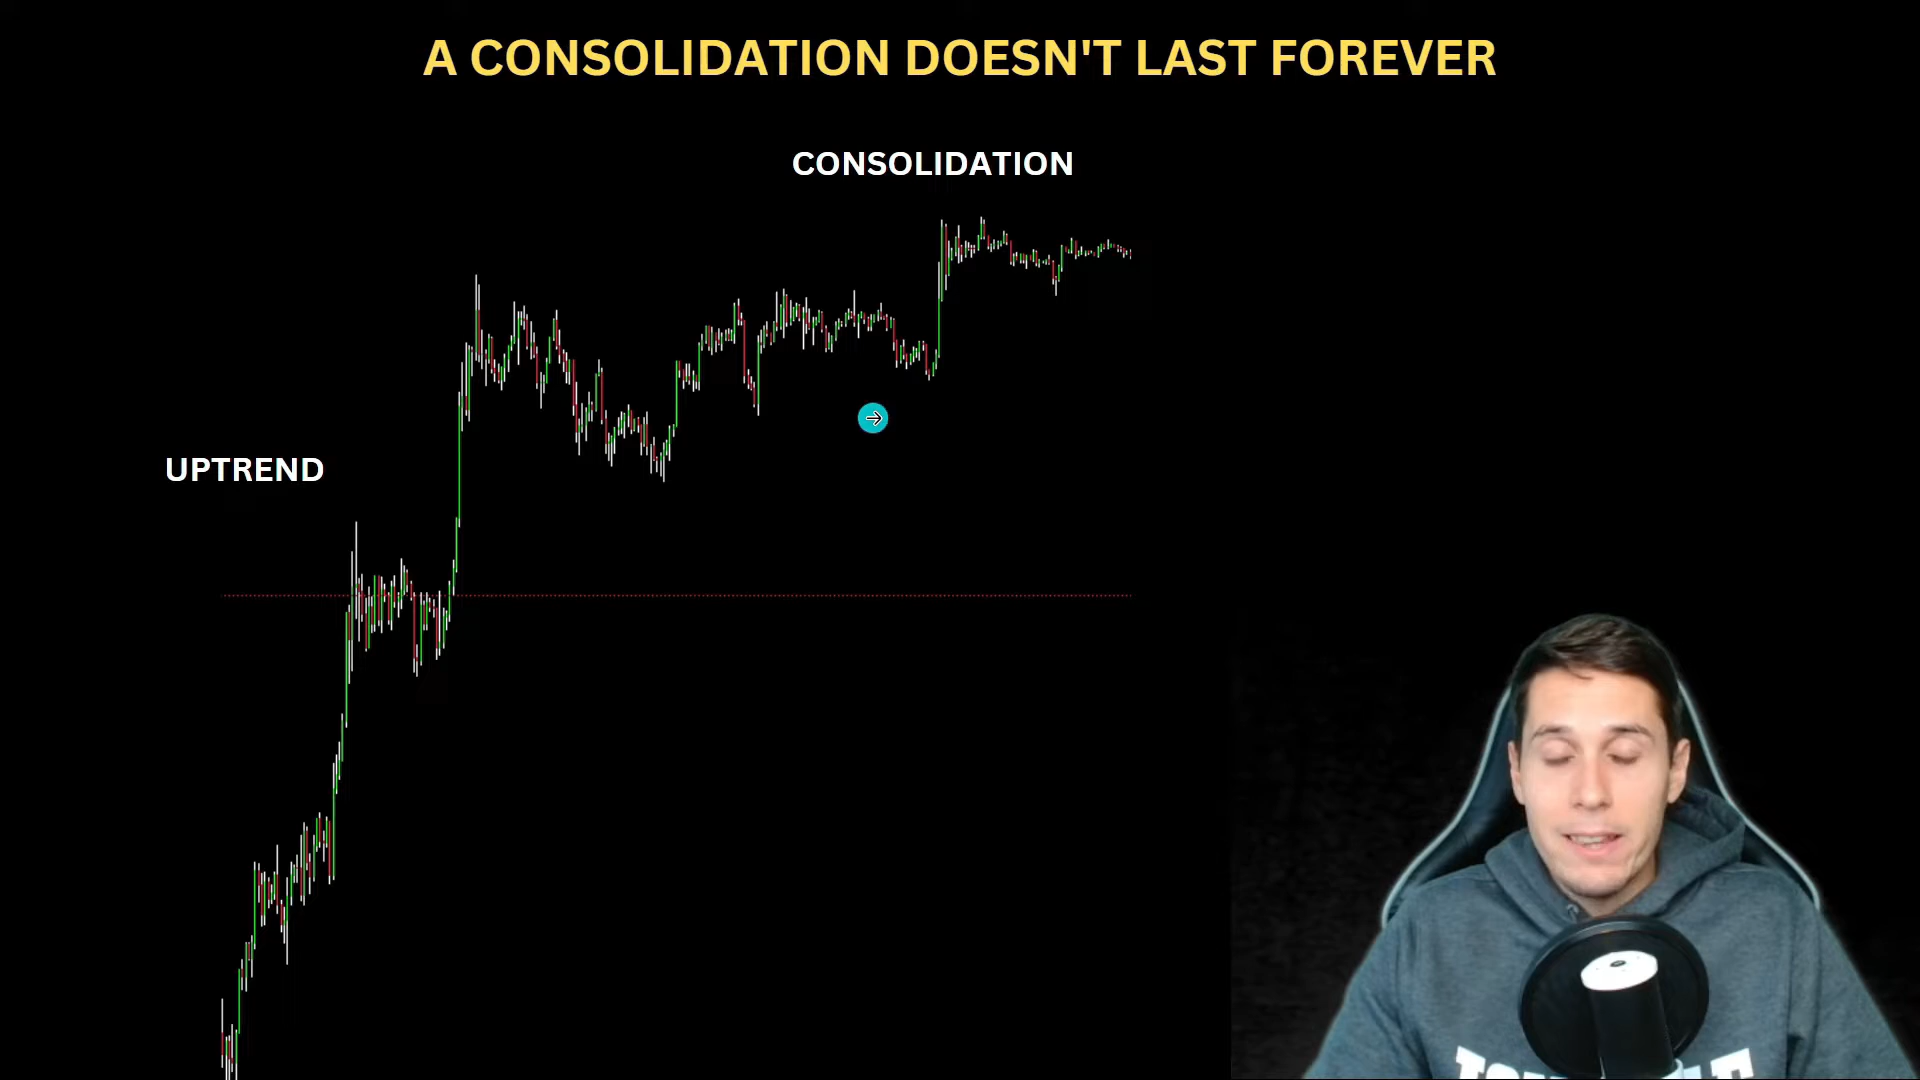 A CONSOLIDATION DOESN'T LAST FOREVER
CONSOLIDATION
UPTREND